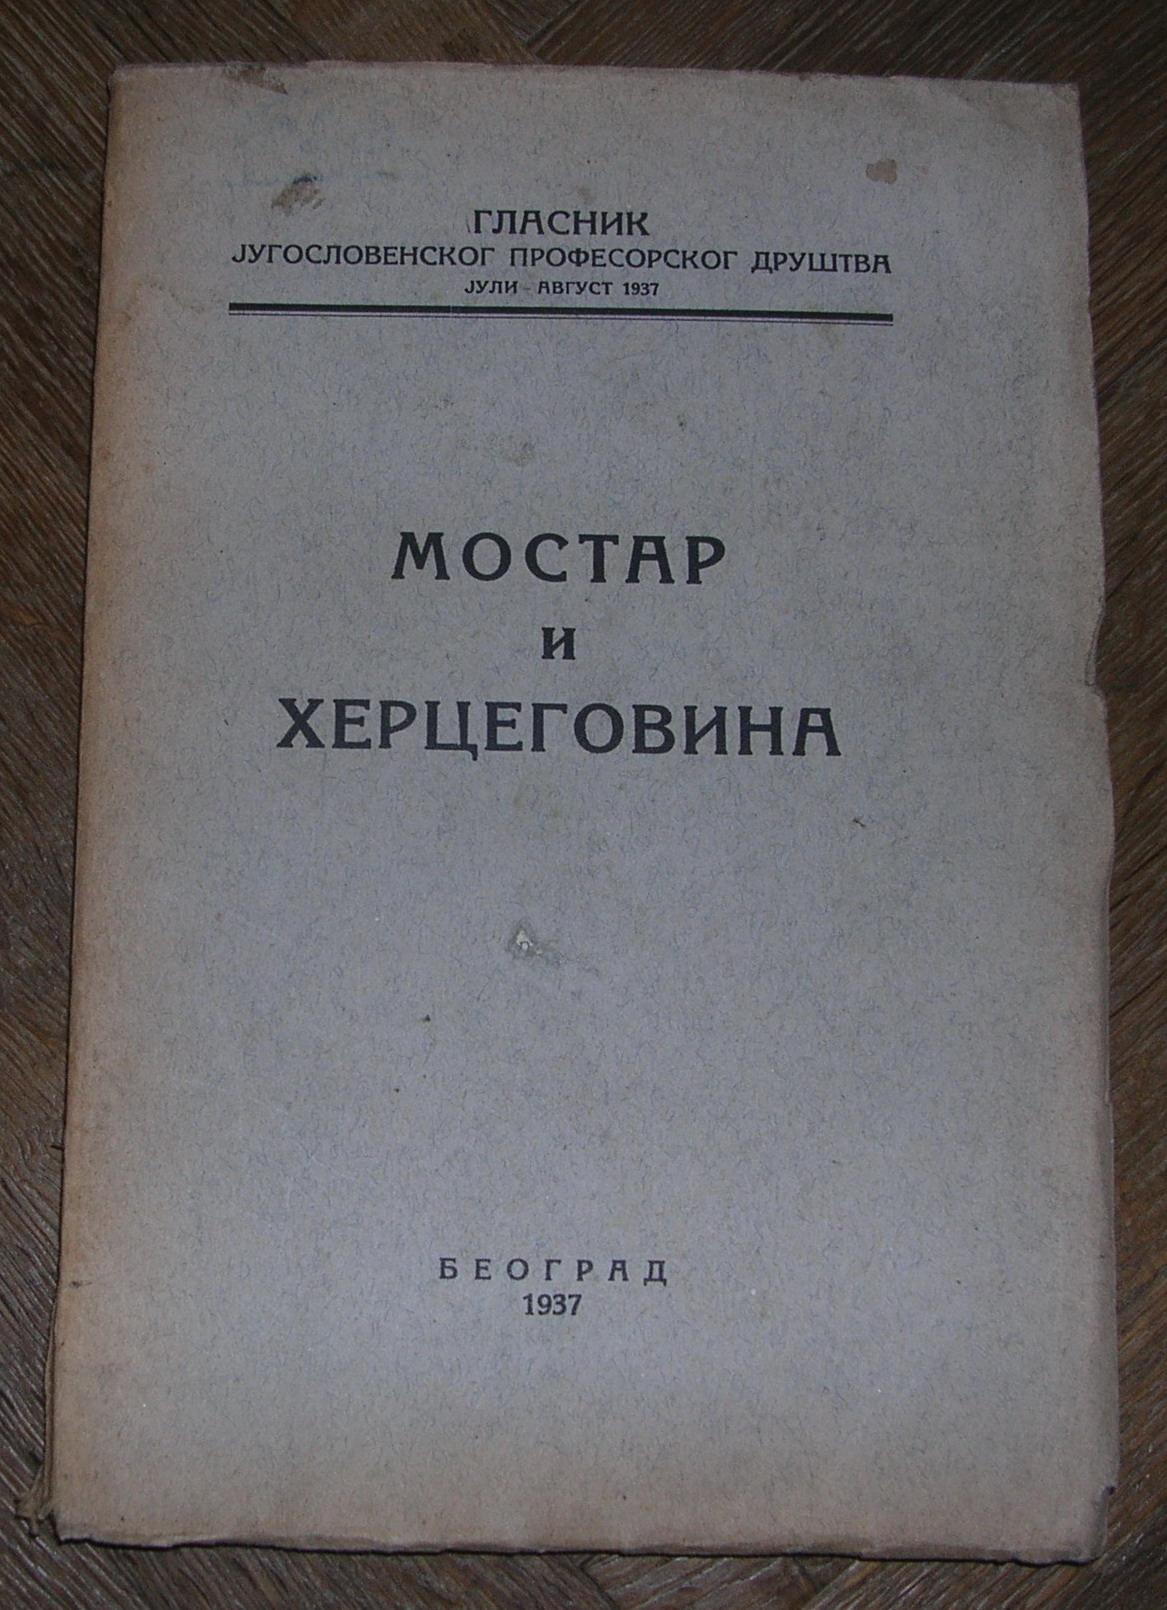 ГЛАСНИК
ЈУГОСЛОВЕНСКОГ ПРОФЕСОРСКОГ ДРУШТВА
ЈУЛИ - АВГУСТ 1937
МОСТАР
И
ХЕРЦЕГОВИНА
БЕОГРАД
1937